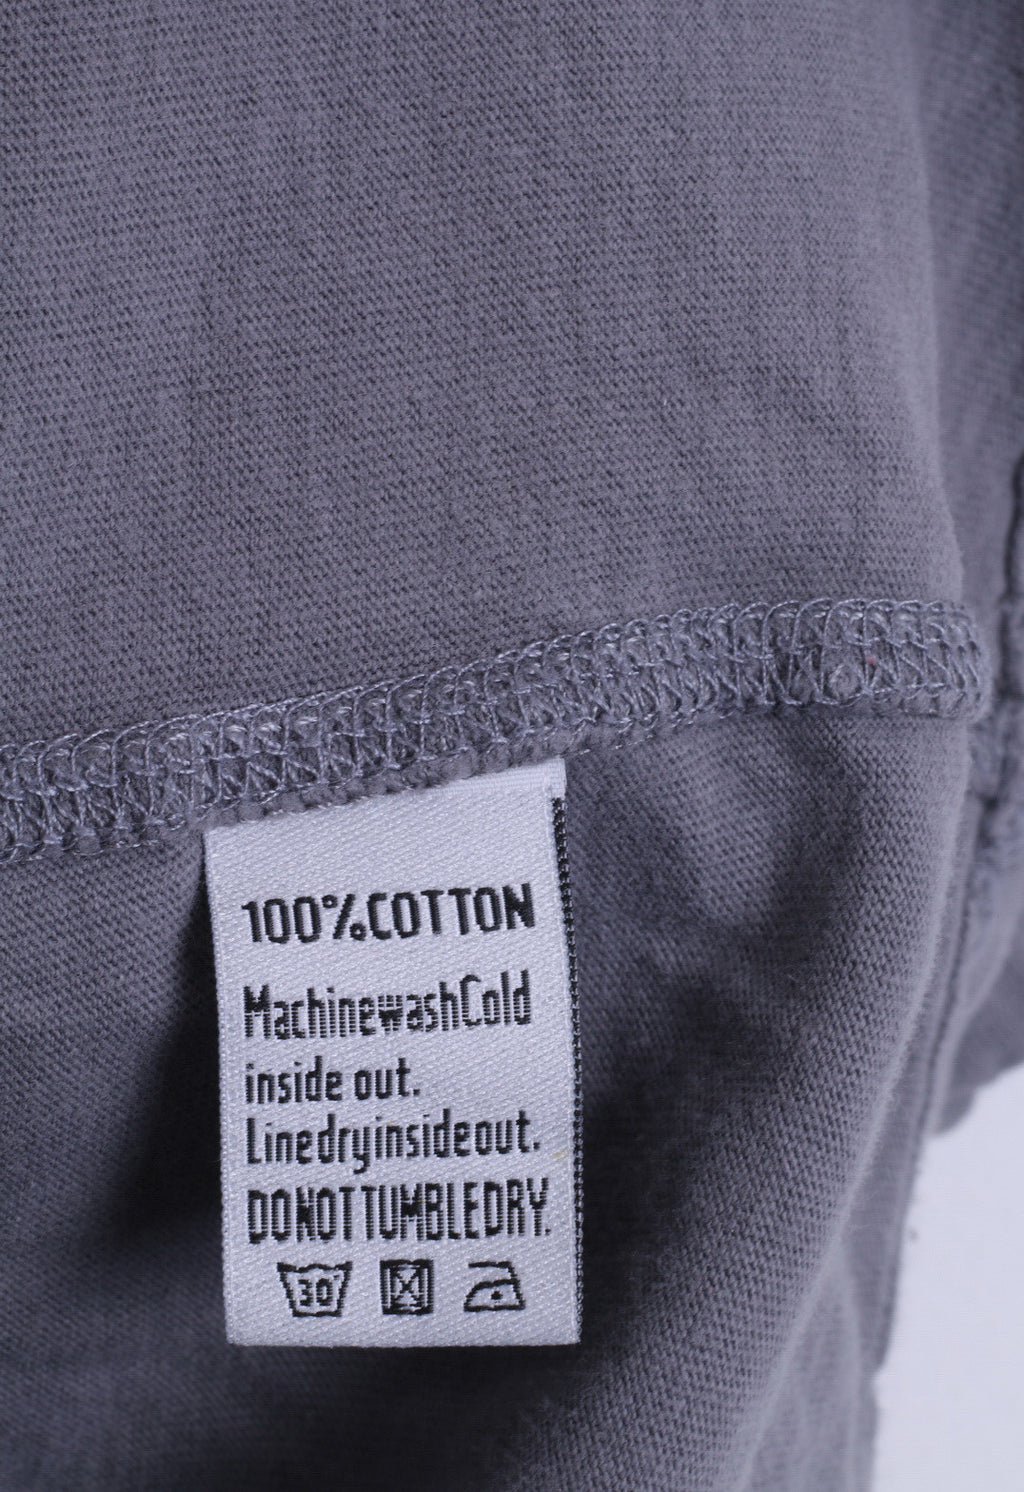 100%COTTON
MachinewashCold
inside out.
Linedryinsideout.
DONOTTUMBLEDRY.
30